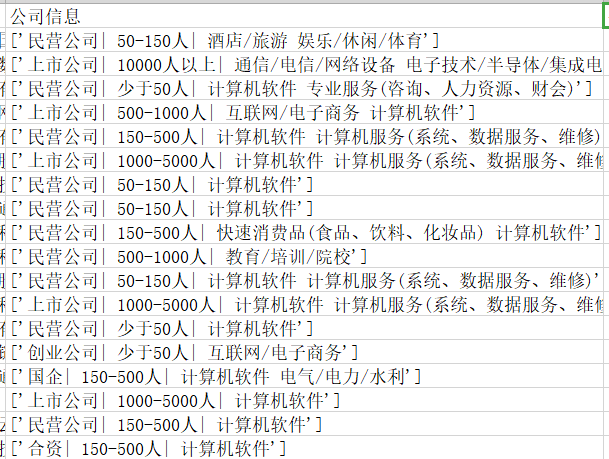 公司信息
['民营公司| 50-150人| 酒店/旅游 娱乐/休闲/体育']
['上市公司| 10000人以上| 通信/电信/网络设备 电子技术/半导体/集成电
['民营公司| 少于50人| 计算机软件 专业服务(咨询、人力资源、财会)']
['上市公司| 500-1000人| 互联网/电子商务 计算机软件']
['民营公司| 150-500人| 计算机软件 计算机服务(系统、数据服务、维修)
['上市公司| 1000-5000人| 计算机软件 计算机服务(系统、数据服务、维
['民营公司| 50-150人| 计算机软件']
['民营公司| 50-150人| 计算机软件']
['民营公司| 150-500人| 快速消费品(食品、饮料、化妆品) 计算机软件']
['民营公司| 500-1000人| 教育/培训/院校']
['民营公司| 50-150人| 计算机软件 计算机服务(系统、数据服务、维修)'
['上市公司| 1000-5000人| 计算机软件 计算机服务(系统、数据服务、维
['民营公司| 少于50人| 计算机软件']
['创业公司| 少于50人| 互联网/电子商务']
['国企| 150-500人| 计算机软件 电气/电力/水利']
['上市公司| 1000-5000人| 计算机软件']
['民营公司| 150-500人| 计算机软件']
['合资| 150-500人| 计算机软件']